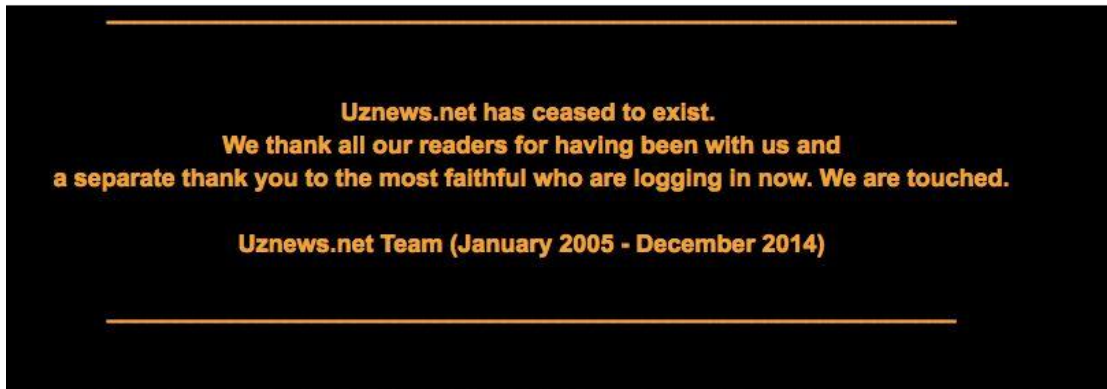 Uznews.net has ceased to exist.
We thank all our readers for having been with us and
a separate thank you to the most faithful who are logging in now. We are touched.
Uznews.net Team (January 2005 - December 2014)